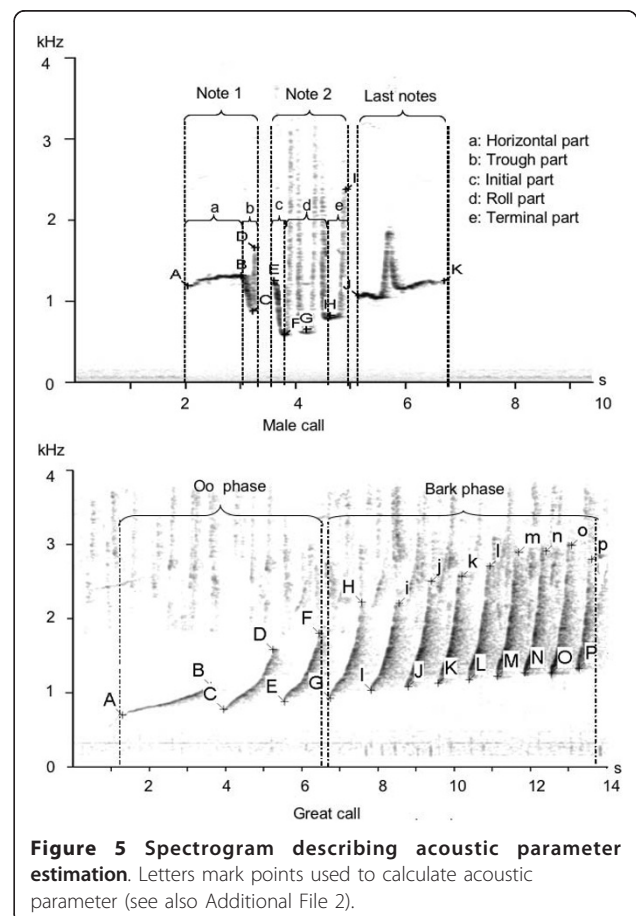 kHz
4
Note 1
Note 2
Last notes
3
a: Horizontal part
b: Trough part
c: Initial part
d: Roll part
e: Terminal part
a
b
c
d
e
I
2
D
A
B
E
C
F
G
H
J
K
1
0
s
2
4
6
8
10
Male call
kHz
4
Oo phase
Bark phase
3
H
i
j
k
l
m
n
o
p
2
F
D
B
A
C
E
G
I
J
K
L
M
N
O
P
1
0
s
2
4
6
8
10
12
14
Great call
Figure 5 Spectrogram describing acoustic parameter
estimation. Letters mark points used to calculate acoustic
parameter (see also Additional File 2).